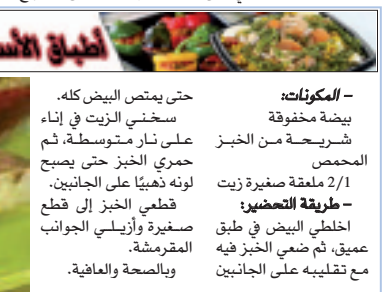 أطباق
– المكونات:
بيضة مخفوقة
شريحة من الخبز
المحمص
2/1 ملعقة صغيرة زيت
– طريقة التحضير:
اخلطي البيض في طبق
عميق، ثم ضعي الخبز فيه
مع تقليبه على الجانبين
حتى يمتص البيض كله.
سخني الزيت في إناء
على نار متوسطة، ثم
حمري الخبز حتى يصبح
لونه ذهبيًا على الجانبين.
قطعي الخبز إلى قطع
صغيرة وأزيلي الجوانب
المقرمشة.
وبالصحة والعافية.